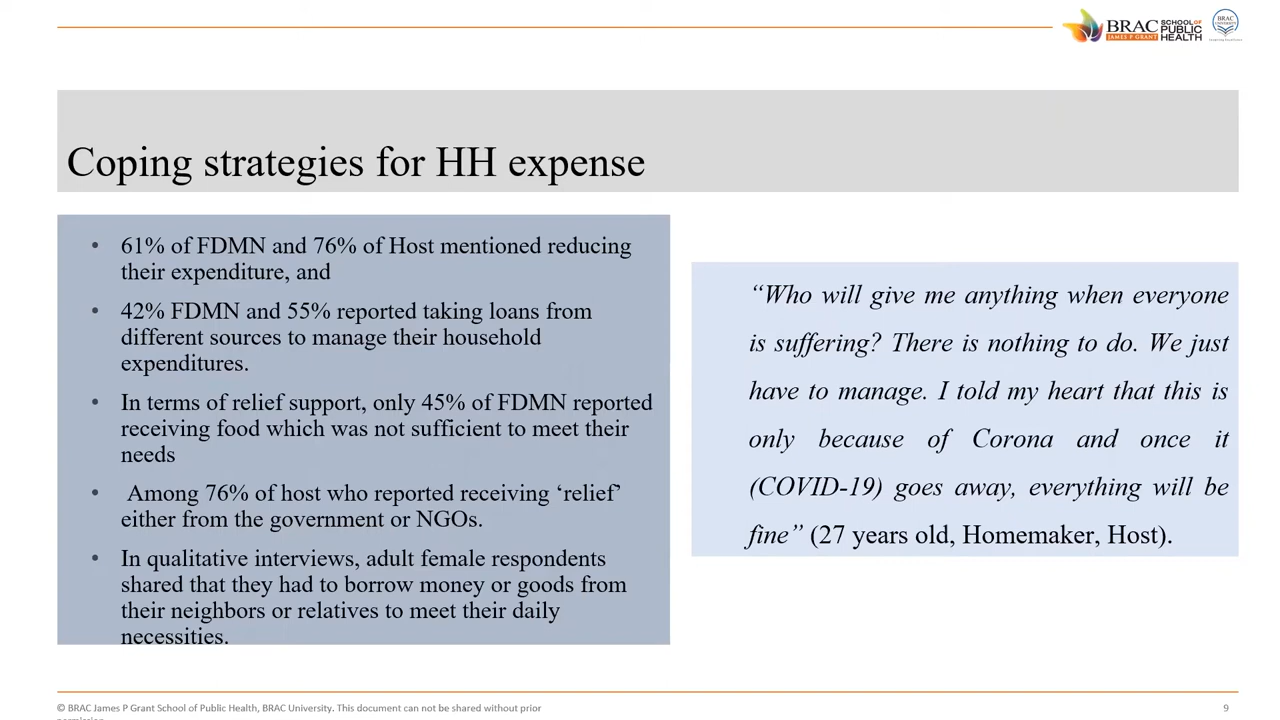 BRAC
JAMES P GRANT
SCHOOL OF
PUBLIC
HEALTH
BRAC
UNIVERSITY
Coping strategies for HH expense
• 61% of FDMN and 76% of Host mentioned reducing
their expenditure, and
• 42% FDMN and 55% reported taking loans from
different sources to manage their household
expenditures.
• In terms of relief support, only 45% of FDMN reported
receiving food which was not sufficient to meet their
needs
• Among 76% of host who reported receiving ‘relief’
either from the government or NGOs.
• In qualitative interviews, adult female respondents
shared that they had to borrow money or goods from
their neighbors or relatives to meet their daily
necessities.
“Who will give me anything when everyone
is suffering? There is nothing to do. We just
have to manage. I told my heart that this is
only because of Corona and once it
(COVID-19) goes away, everything will be
fine” (27 years old, Homemaker, Host).
© BRAC James P Grant School of Public Health, BRAC University. This document can not be shared without prior
permission
9